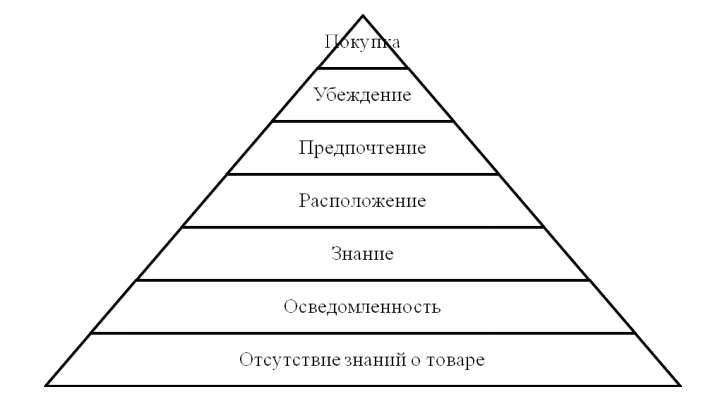 Покупка
Убеждение
Предпочтение
Расположение
Знание
Осведомленность
Отсутствие знаний о товаре